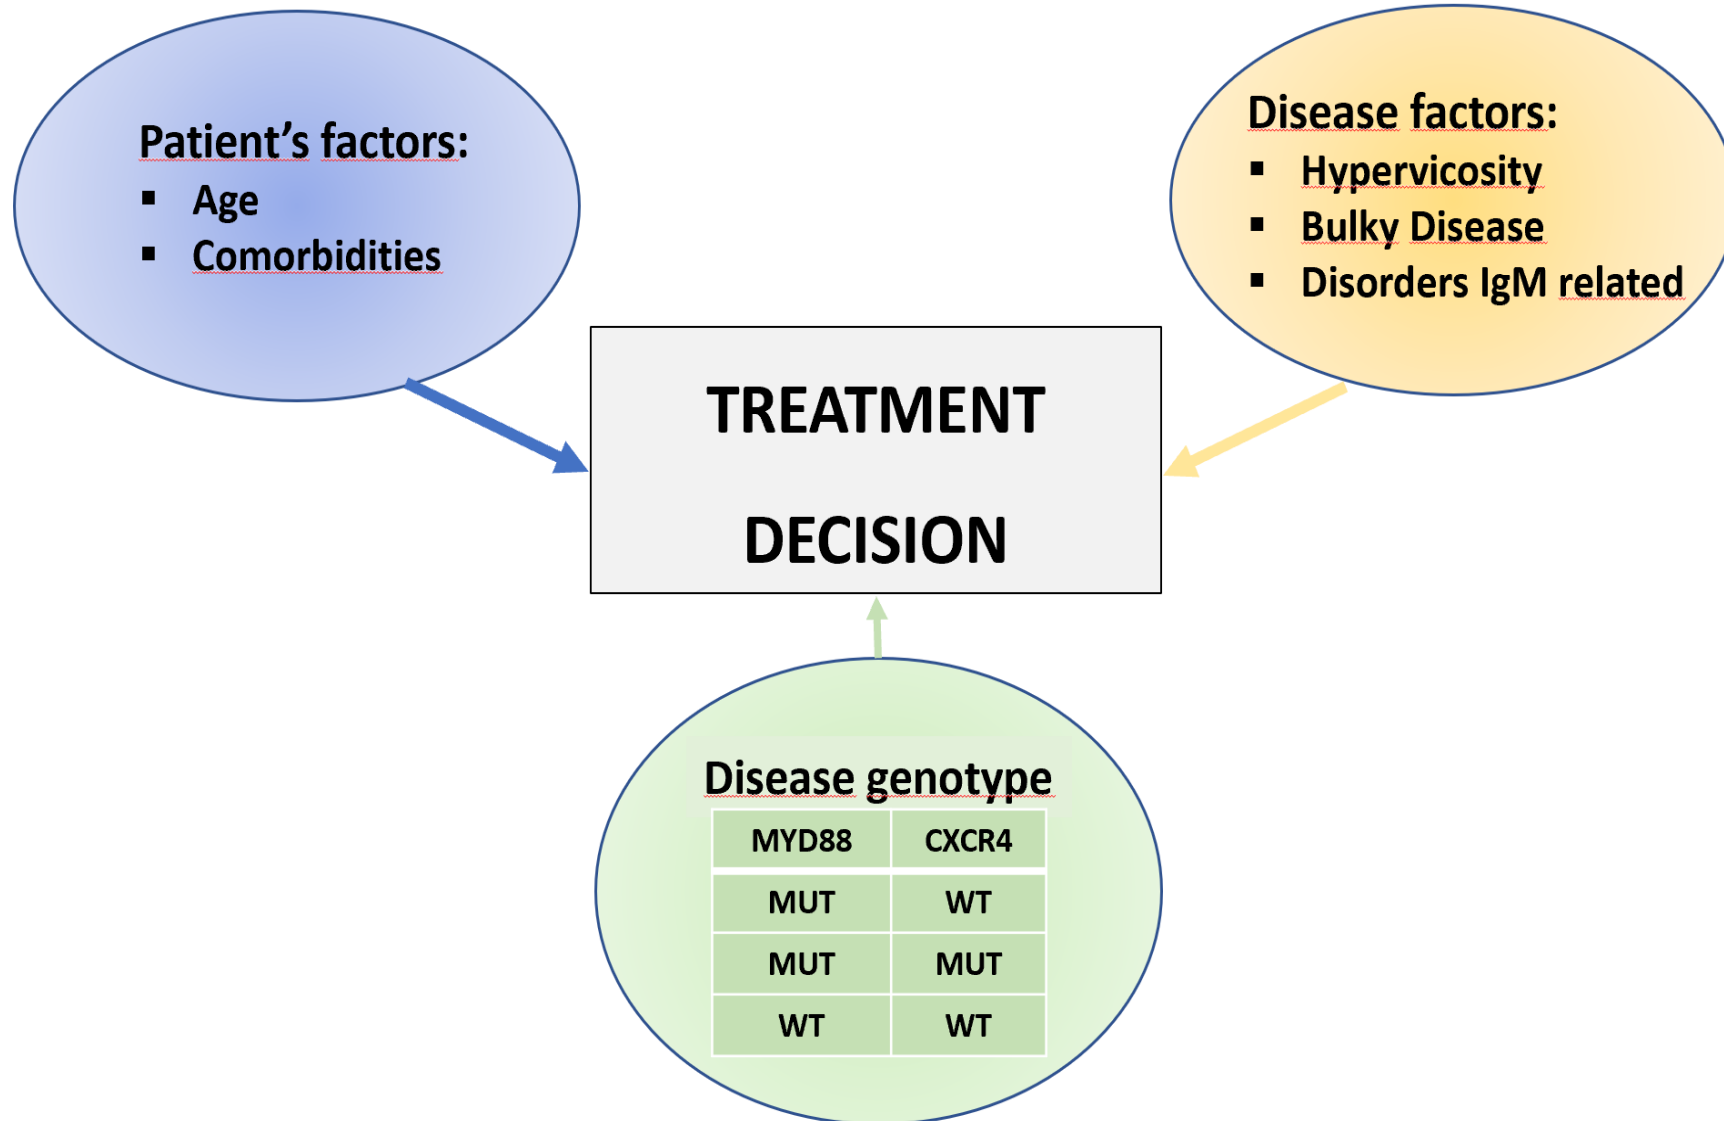 Patient's factors:
▪ Age
▪ Comorbidities
Disease factors:
▪ Hypervicosity
▪ Bulky Disease
▪ Disorders IgM related
TREATMENT
DECISION
Disease genotype
MYD88 CXCR4
MUT WT
MUT MUT
WT WT